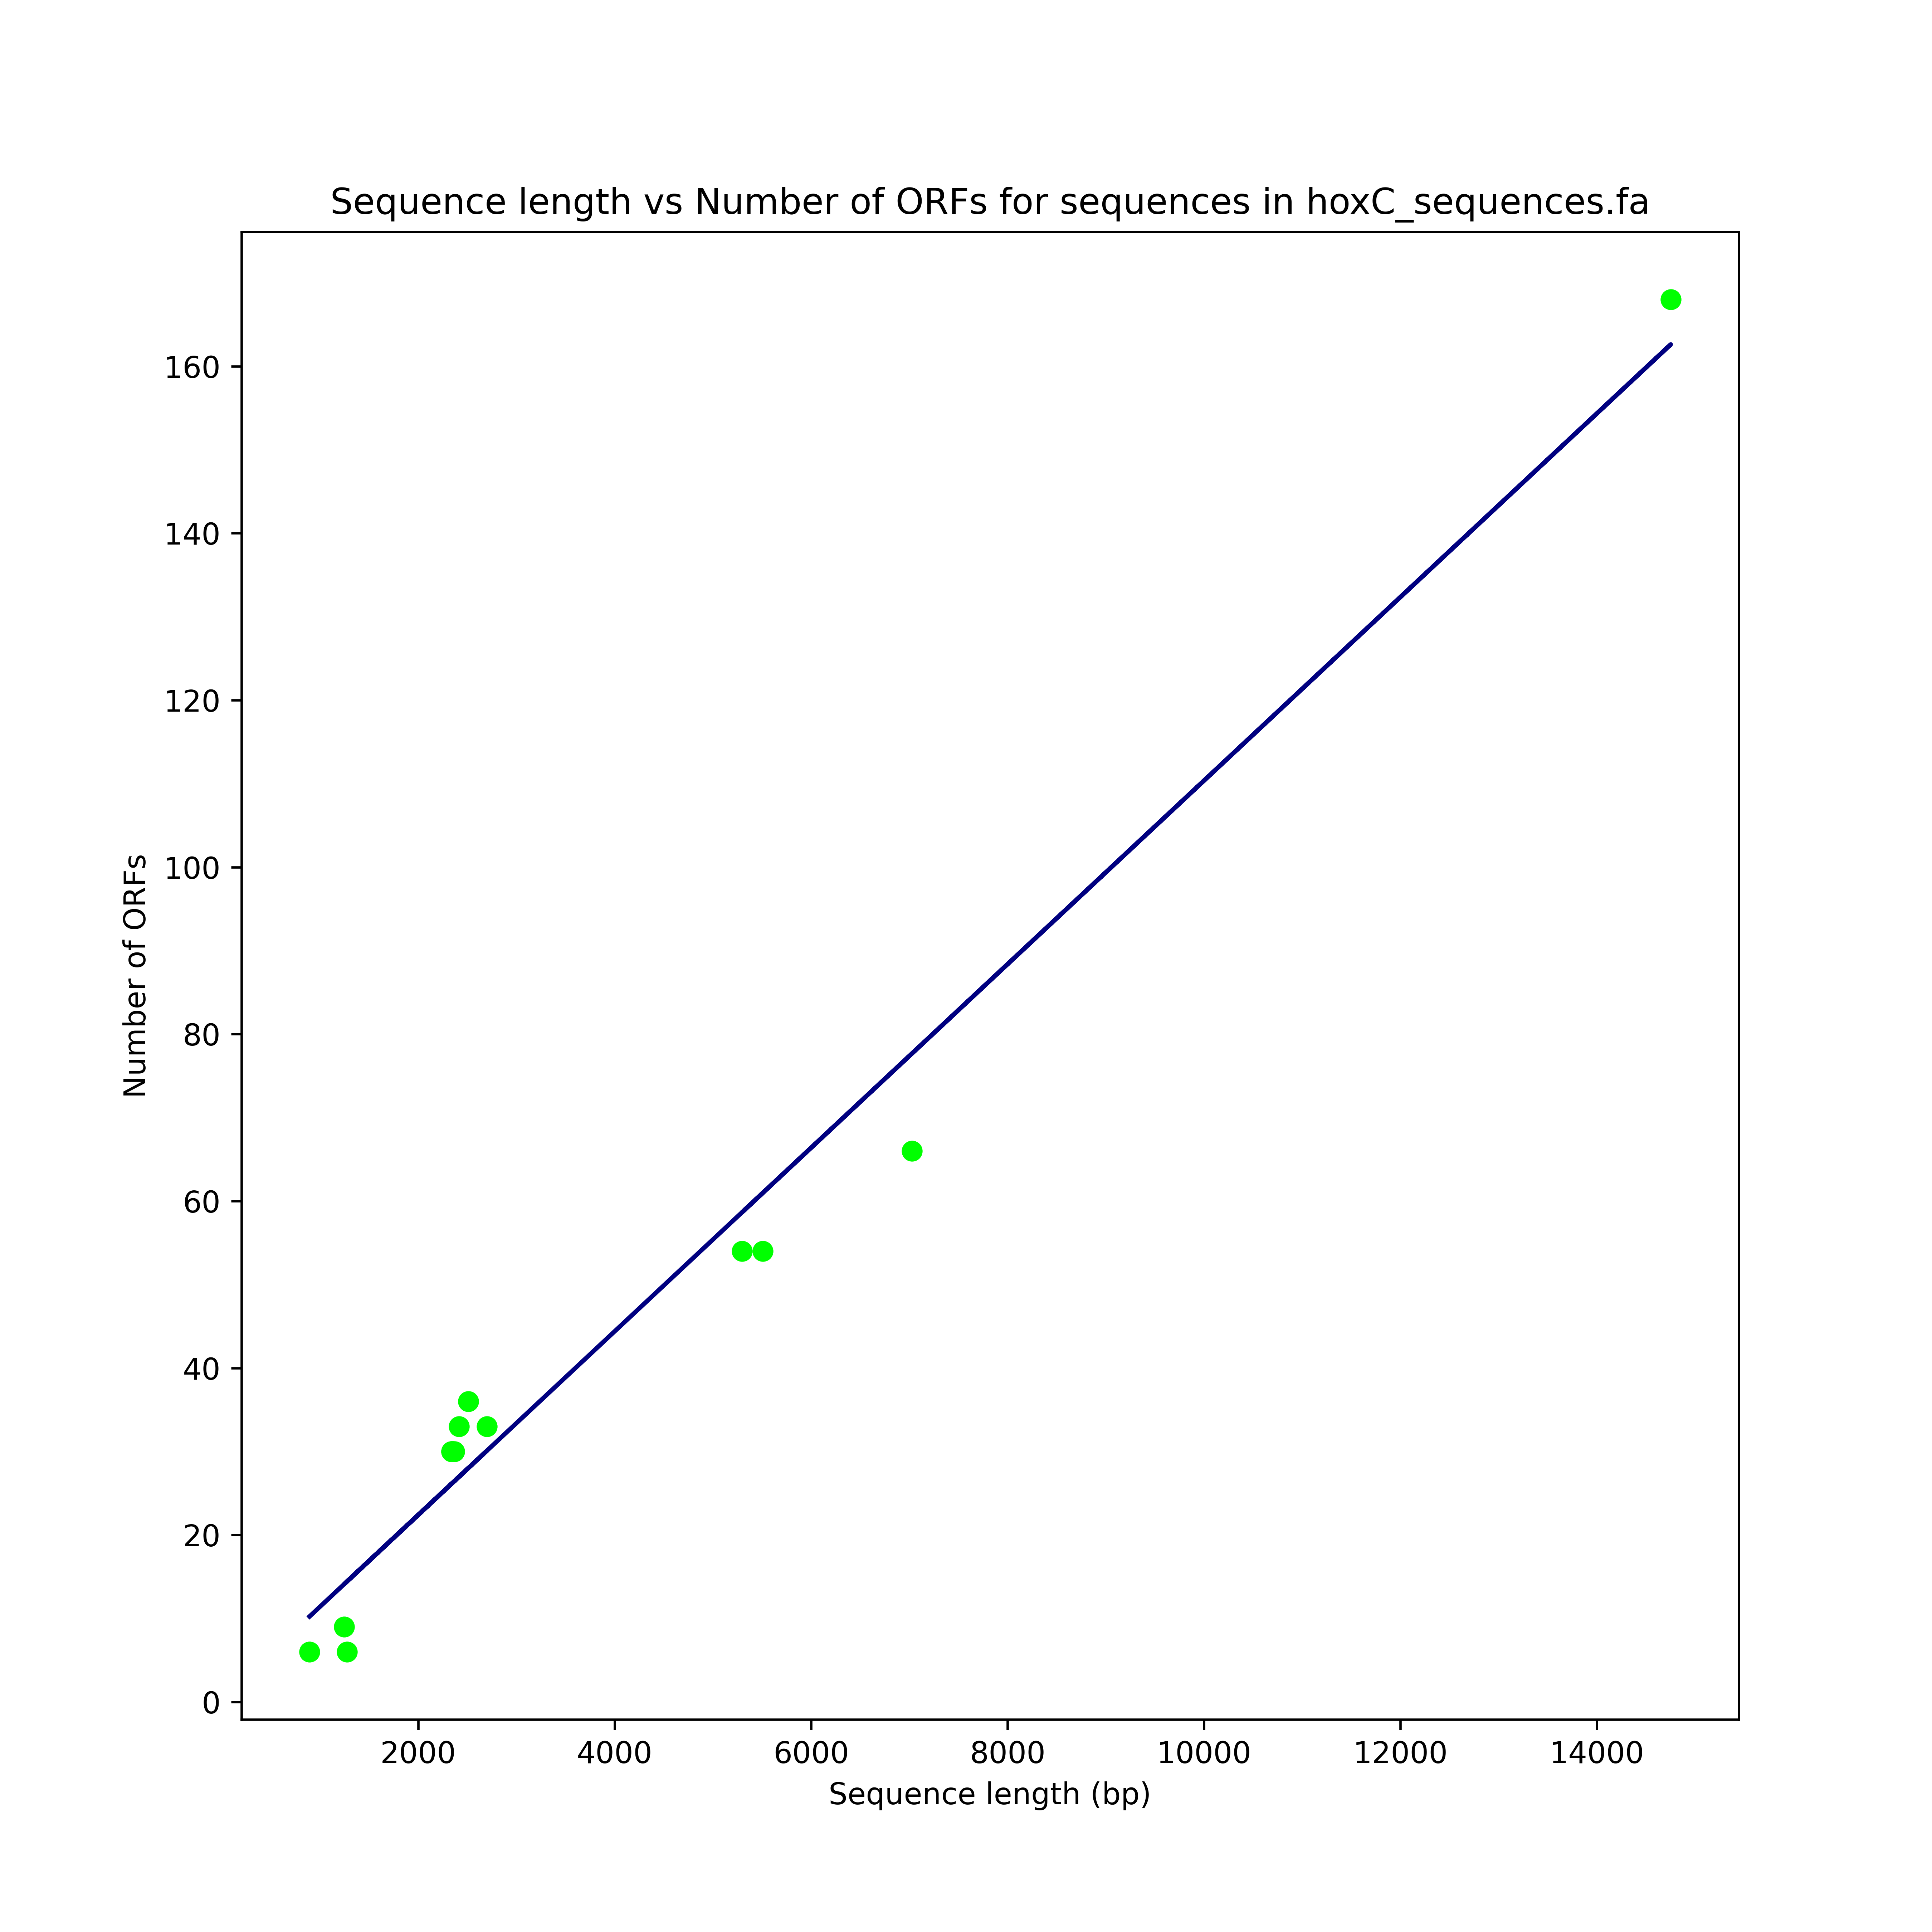 Sequence length vs Number of ORFs for sequences in hoxC_sequences.fa
160
140
120
100
80
60
40
20
0
Number of ORFs
2000 4000 6000 8000 10000 12000 14000
Sequence length (bp)